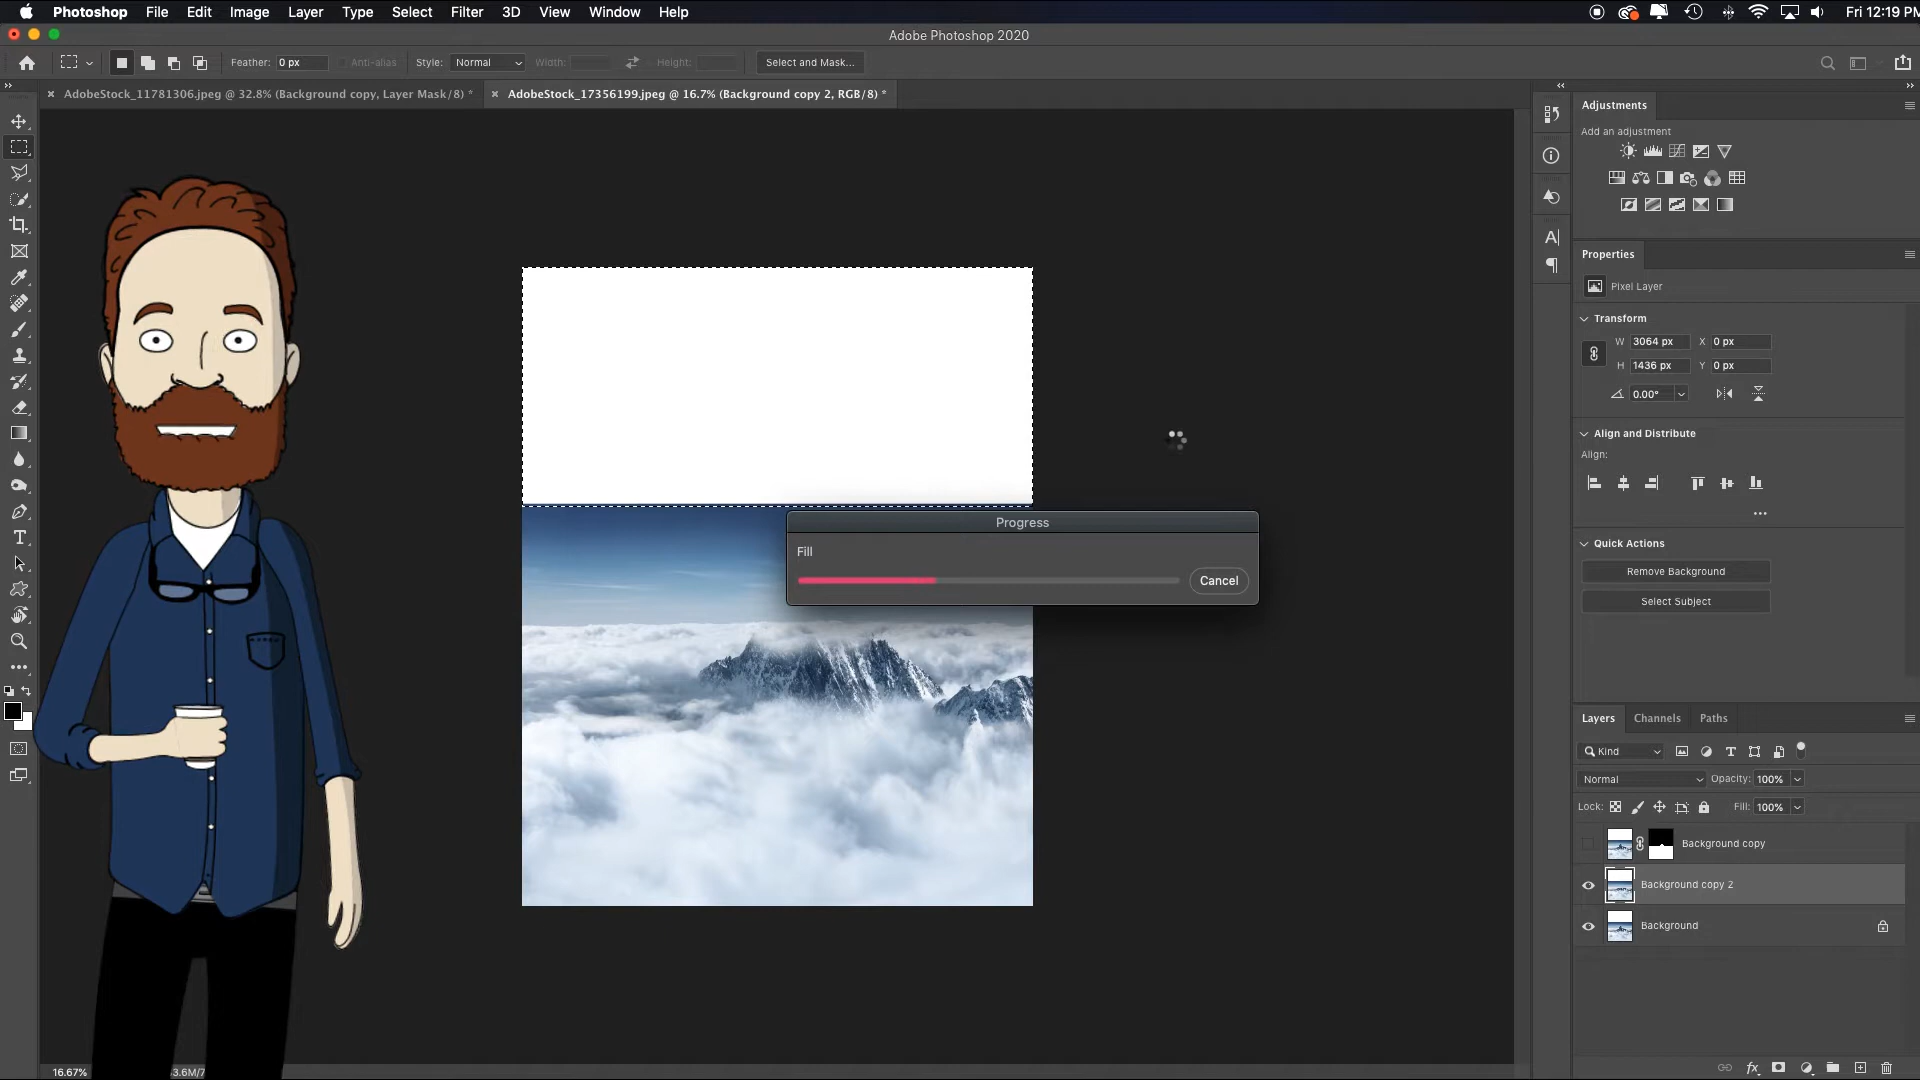 Photoshop File Edit Image Layer Type Select Filter 3D View Window Help Fri 12:19 PM
Adobe Photoshop 2020
Feather: 0 px Anti-alias Style: Normal Width: Height: Select and Mask...
AdobeStock_11781306.jpeg @ 32.8% (Background copy, Layer Mask/8) * AdobeStock_17356199.jpeg @ 16.7% (Background copy 2, RGB/8) *
Adjustments
Add an adjustment
Properties
Pixel Layer
Transform
W 3064 px X 0 px
H 1436 px Y 0 px
0.00°
Align and Distribute
Align:
Progress
Fill
Cancel
Quick Actions
Remove Background
Select Subject
Layers Channels Paths
Kind
Normal Opacity: 100%
Lock: Fill: 100%
Background copy
Background copy 2
Background
16.67% 3.6M/7